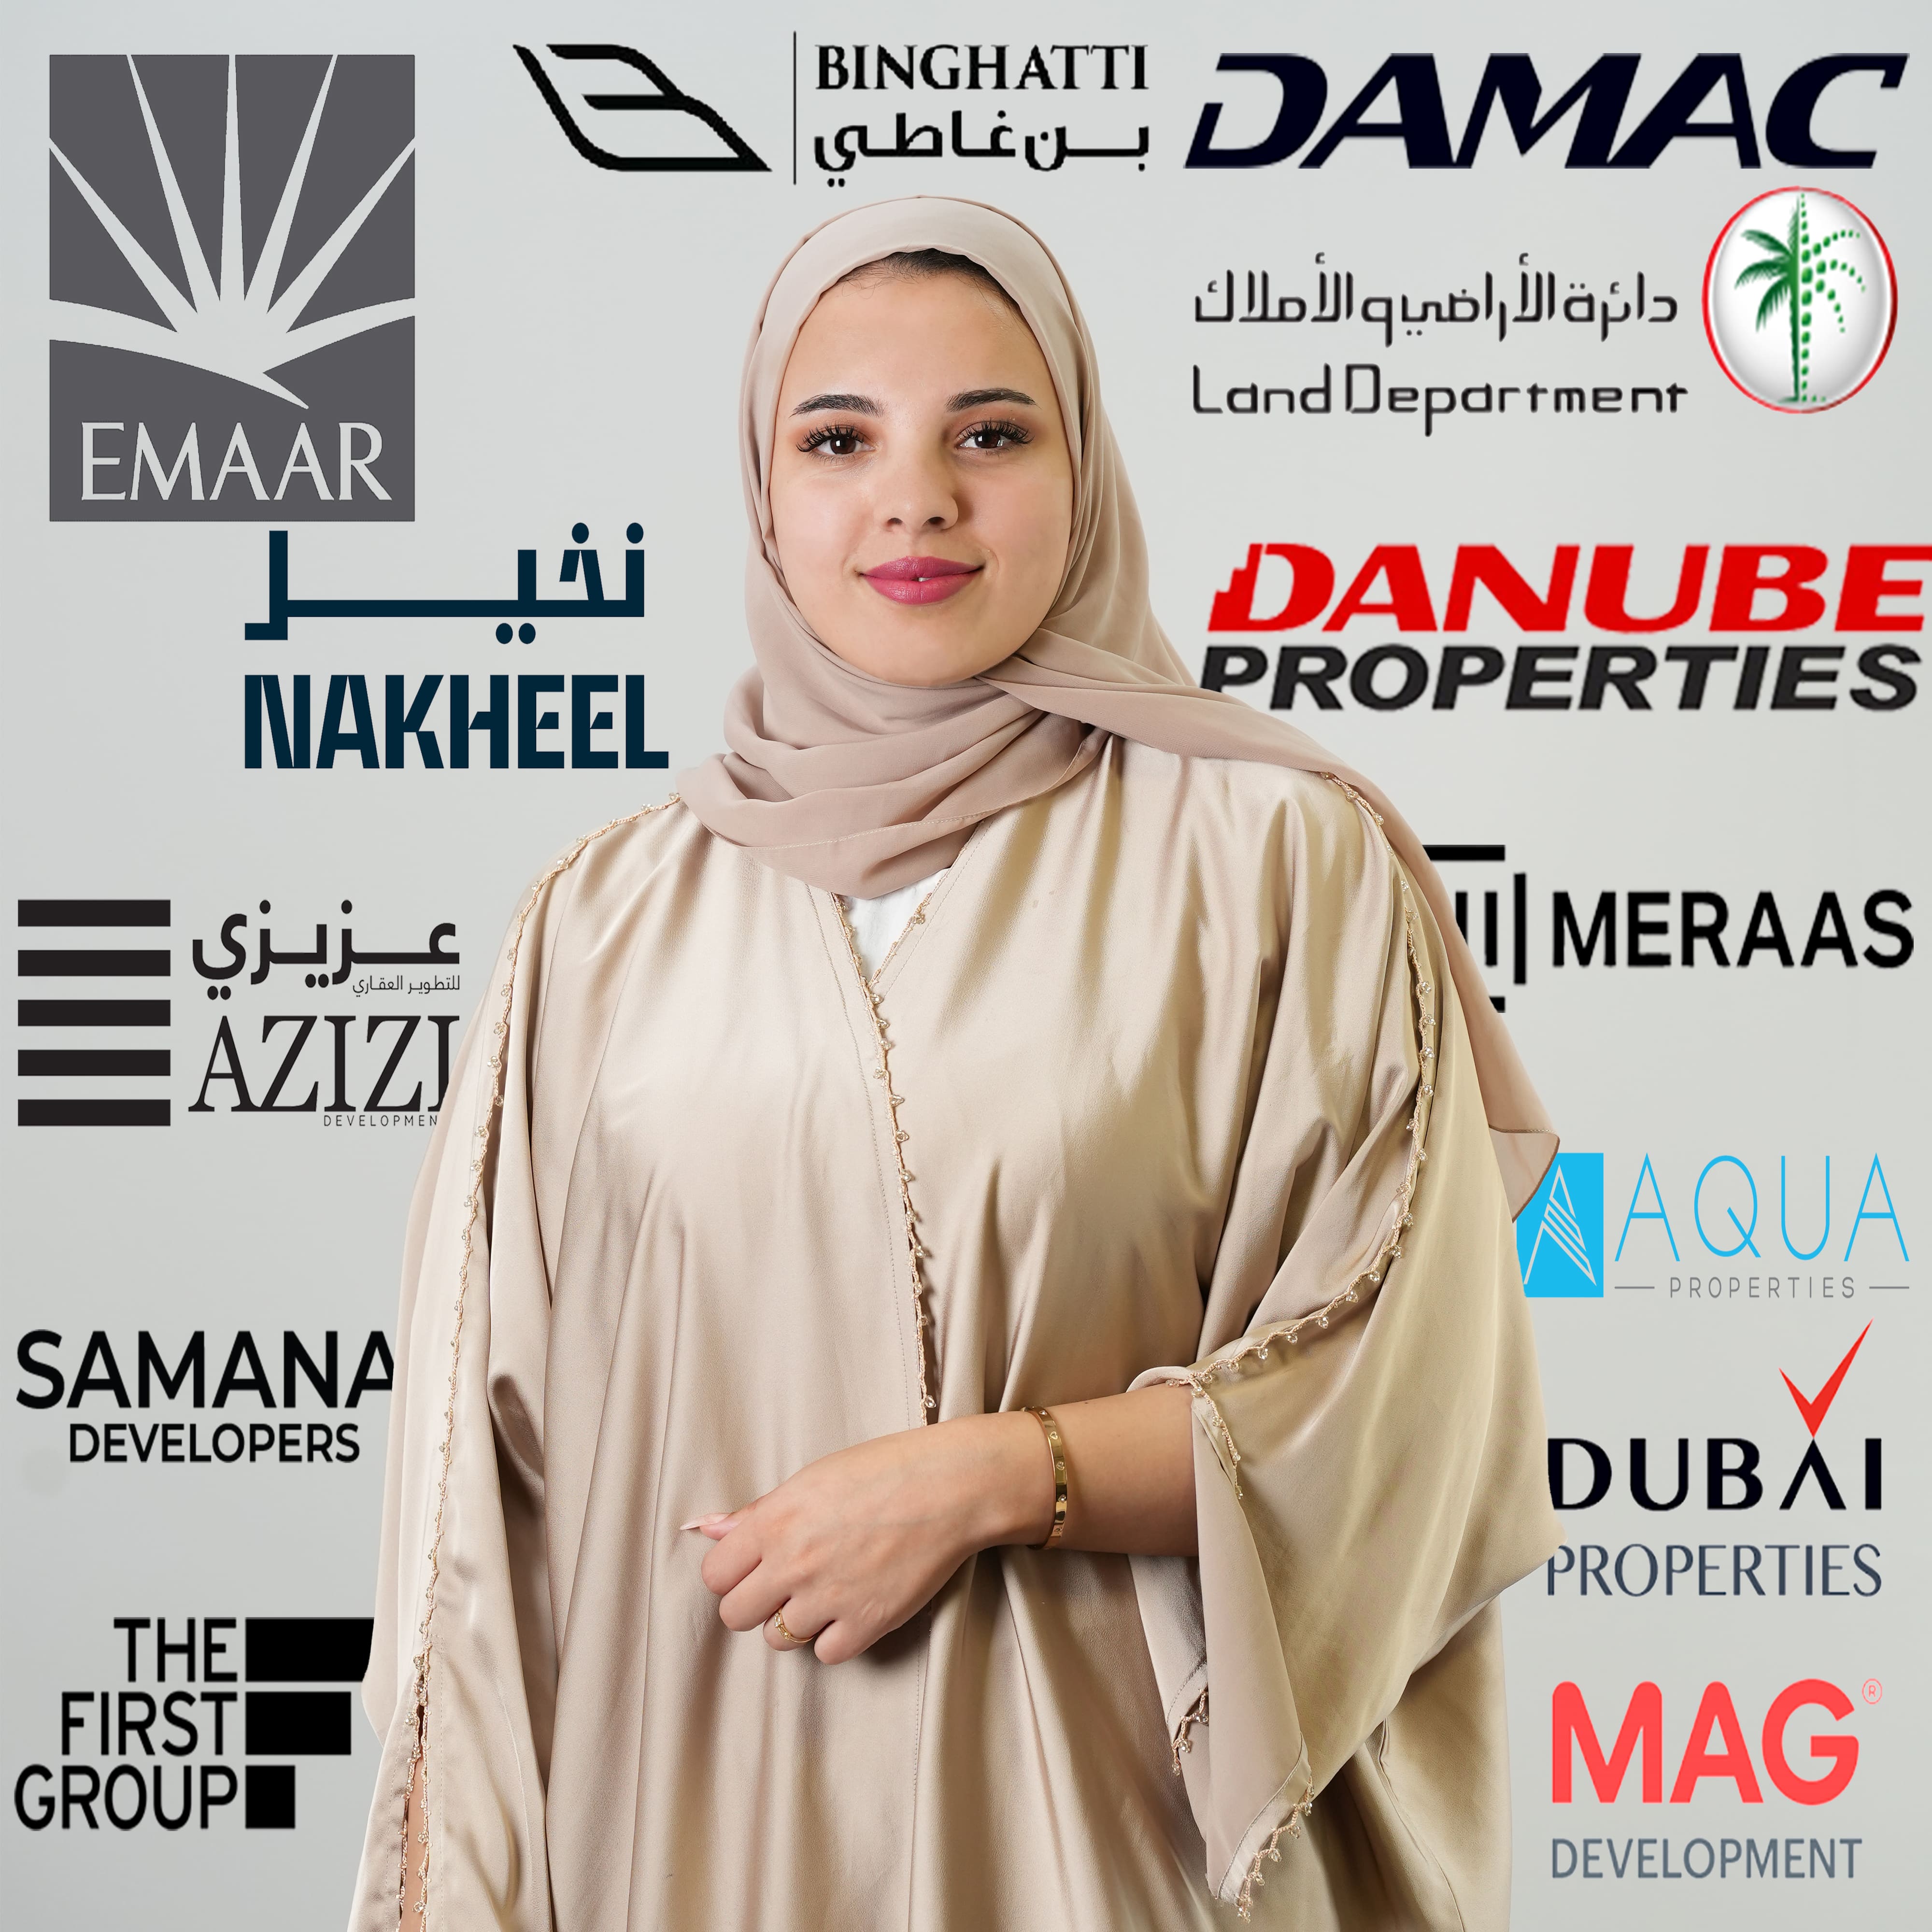 EMAAR
BINGHATTI
بن غاطي
DAMAC
دائرة الأراضي والأملاك
Land Department
نخيل
NAKHEEL
DANUBE
PROPERTIES
عزيزي
للتطوير العقاري
AZIZI
DEVELOPMEN
MERAAS
AQUA
PROPERTIES
SAMANA
DEVELOPERS
DUBAI
PROPERTIES
THE
FIRST
GROUP
MAG®
DEVELOPMENT